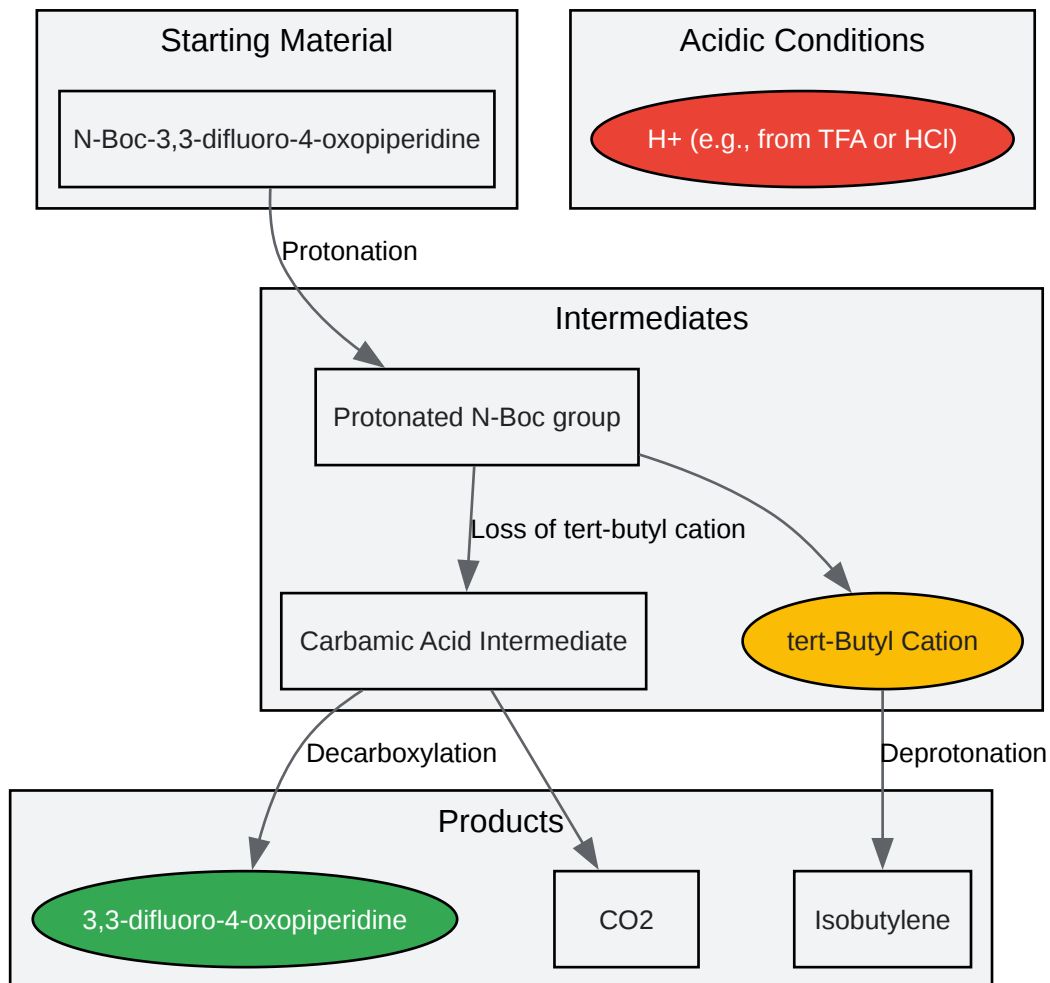 Starting Material
Acidic Conditions
N-Boc-3,3-difluoro-4-oxopiperidine
H+ (e.g., from TFA or HCl)
Protonation
Intermediates
Protonated N-Boc group
Loss of tert-butyl cation
Carbamic Acid Intermediate
tert-Butyl Cation
Decarboxylation
Deprotonation
Products
3,3-difluoro-4-oxopiperidine
CO2
Isobutylene